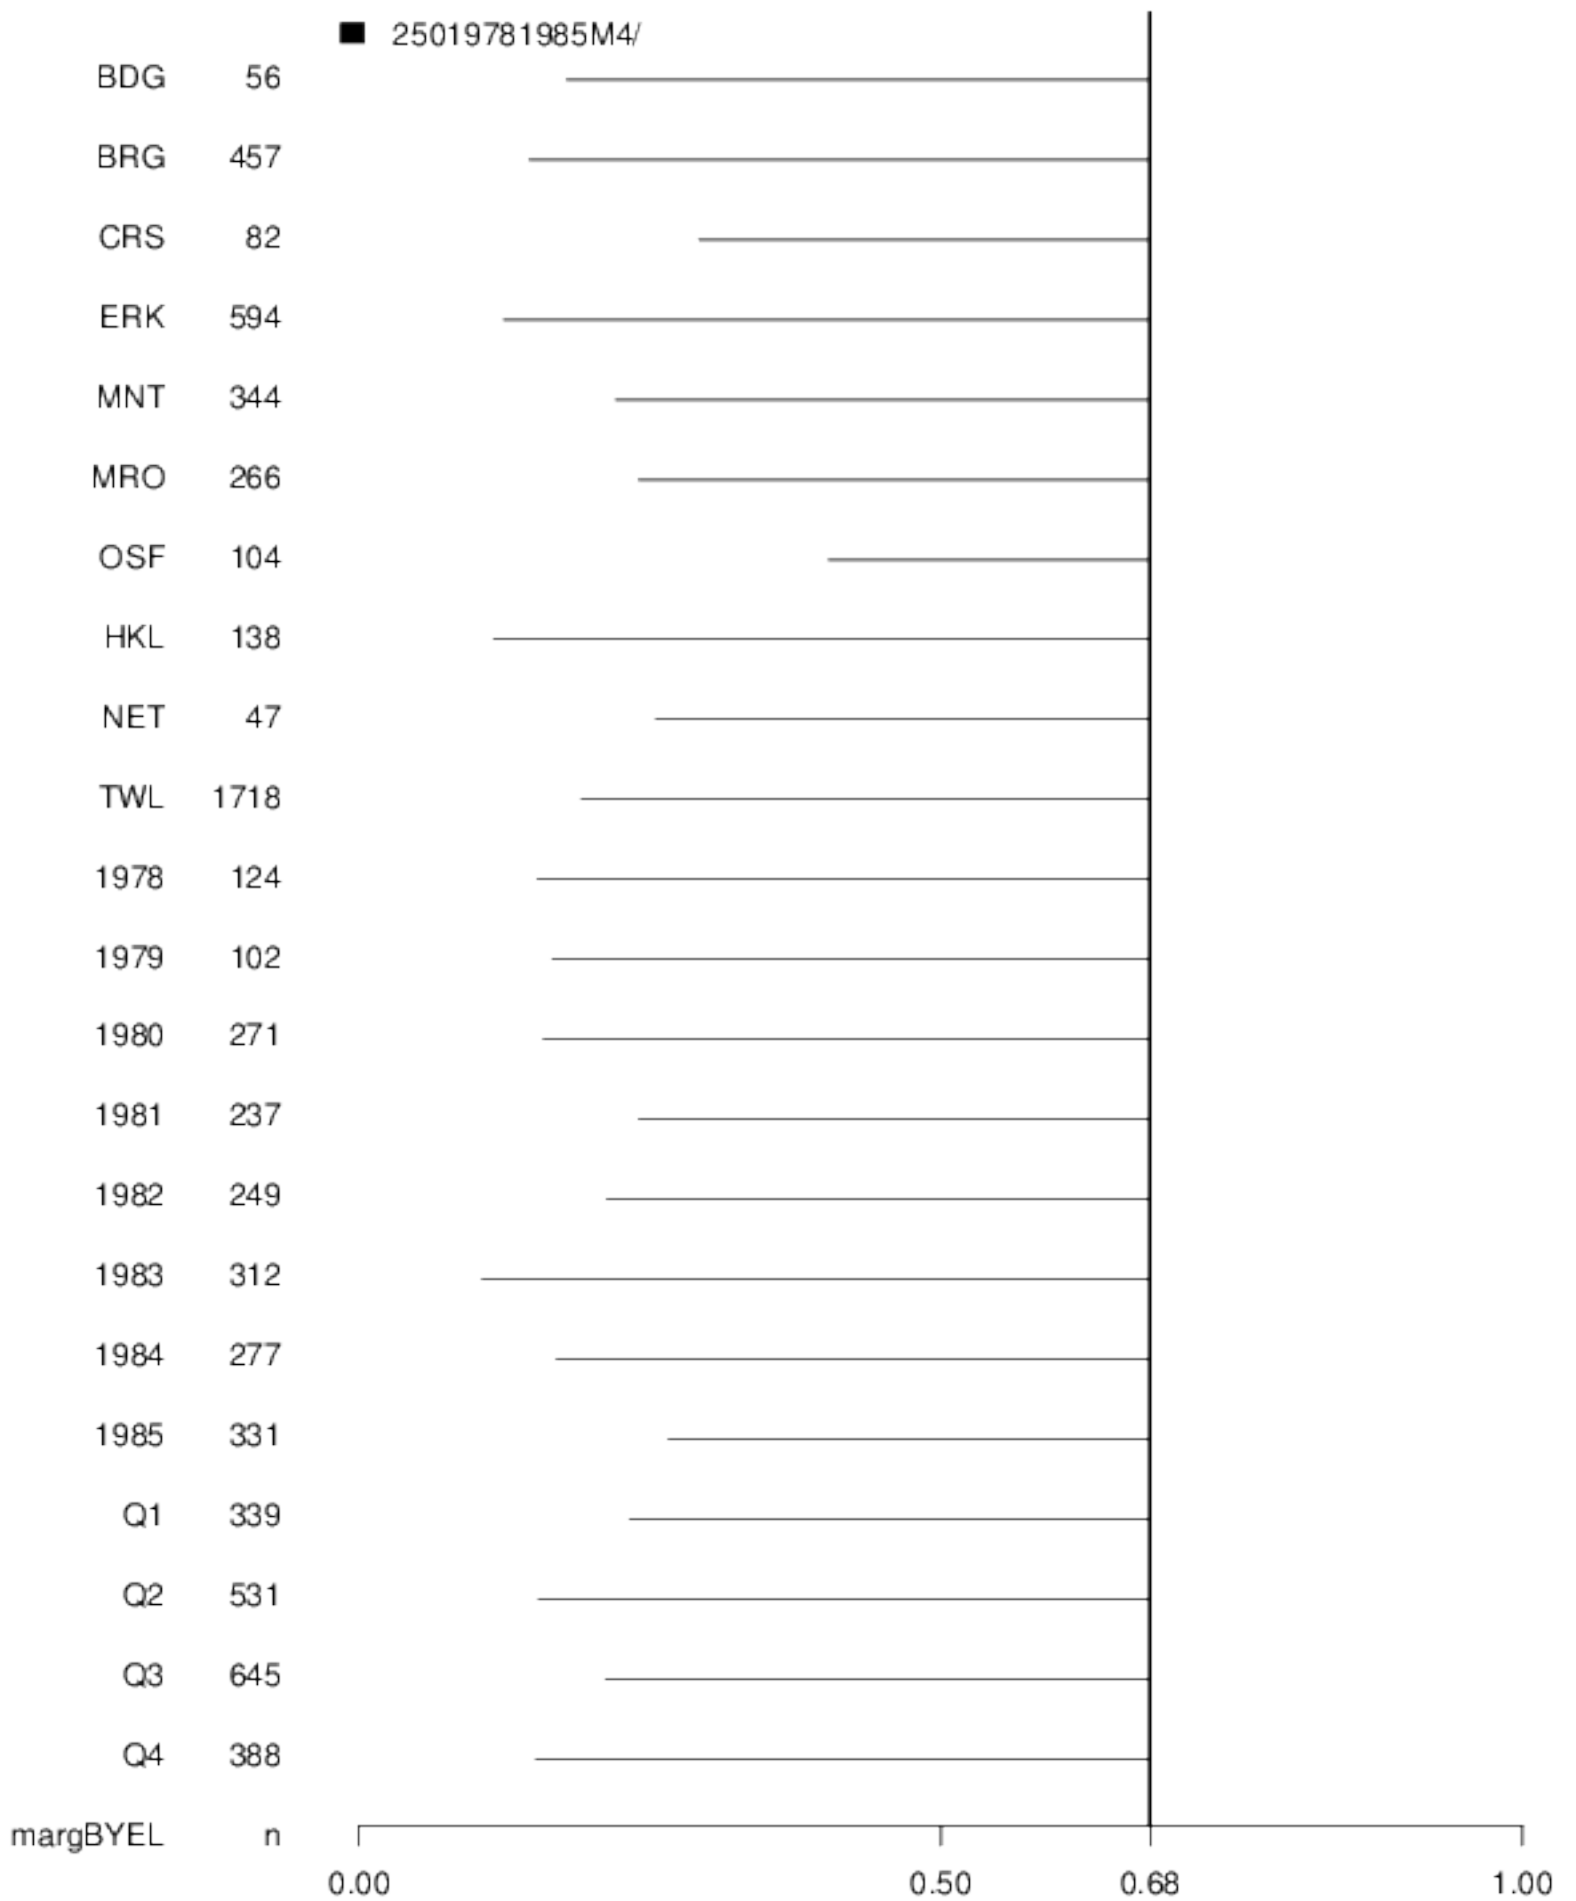 25019781985M4/
BDG 56
BRG 457
CRS 82
ERK 594
MNT 344
MRO 266
OSF 104
HKL 138
NET 47
TWL 1718
1978 124
1979 102
1980 271
1981 237
1982 249
1983 312
1984 277
1985 331
Q1 339
Q2 531
Q3 645
Q4 388
margBYEL n
0.00 0.50 0.68 1.00